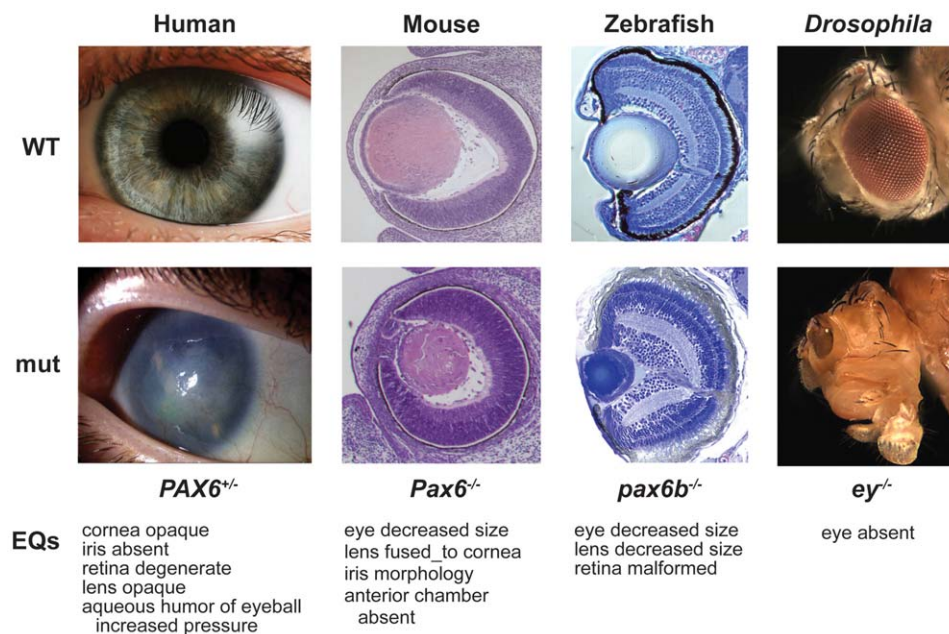 Human Mouse Zebrafish Drosophila
WT
mut
PAX6+/- Pax6-/- pax6b-/- ey-/-
EQs
cornea opaque
iris absent
retina degenerate
lens opaque
aqueous humor of eyeball
increased pressure
eye decreased size
lens fused_to cornea
iris morphology
anterior chamber
absent
eye decreased size
lens decreased size
retina malformed
eye absent